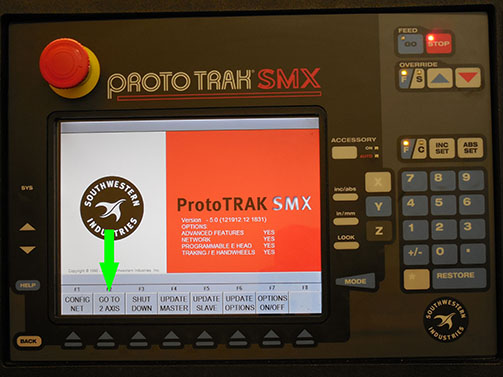 FEED
GO STOP
PROTOTRAK SMX
OVERRIDE
F S
ACCESSORY
ON
AUTO
F C INC SET ABS SET
SYS
SOUTHWESTERN INDUSTRIES
ProtoTRAK SMX
Version - 5.0 (121912.12 1831)
OPTIONS:
ADVANCED FEATURES YES
NETWORK YES
PROGRAMMABLE E HEAD YES
TRAKING / E HANDWHEELS YES
inc/abs
in/mm
LOCK
X
Y
Z
7 8 9
4 5 6
1 2 3
+/- 0 .
RESTORE
MODE
HELP
F1 F2 F3 F4 F5 F6 F7 F8
CONFIG NET
GO TO 2 AXIS
SHUT DOWN
UPDATE MASTER
UPDATE SLAVE
UPDATE OPTIONS
OPTIONS ON/OFF
BACK
SOUTHWESTERN INDUSTRIES